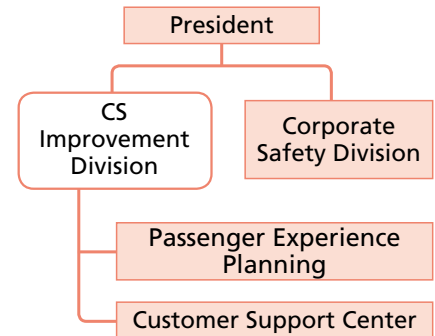 President
CS
Improvement
Division
Corporate
Safety Division
Passenger Experience
Planning
Customer Support Center